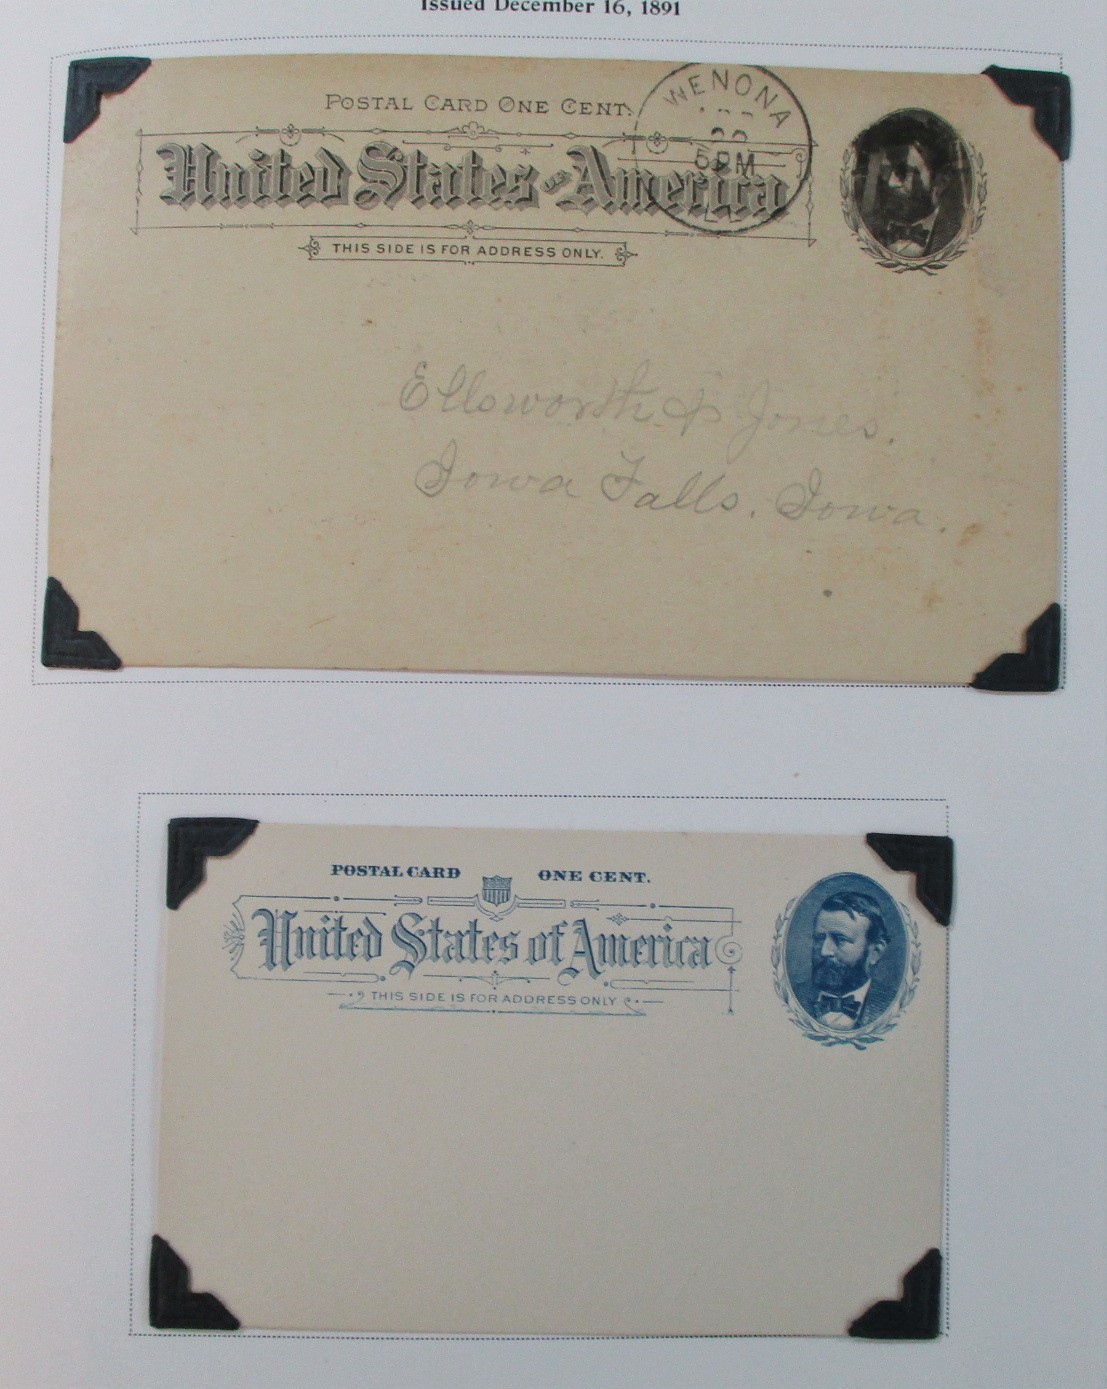 Issued December 16, 1891
POSTAL CARD ONE CENT.
United States of America
THIS SIDE IS FOR ADDRESS ONLY.
WENONA
5 PM
Ellsworth & Jones.
Iowa Falls. Iowa.
POSTAL CARD ONE CENT.
United States of America
THIS SIDE IS FOR ADDRESS ONLY